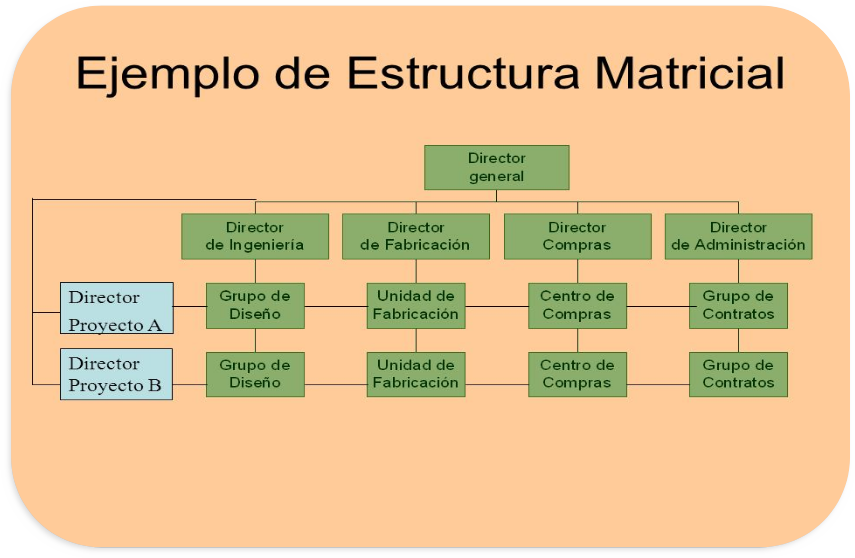 Ejemplo de Estructura Matricial
Director
general
Director
de Ingeniería
Director
de Fabricación
Director
Compras
Director
de Administración
Director
Proyecto A
Grupo de
Diseño
Unidad de
Fabricación
Centro de
Compras
Grupo de
Contratos
Director
Proyecto B
Grupo de
Diseño
Unidad de
Fabricación
Centro de
Compras
Grupo de
Contratos